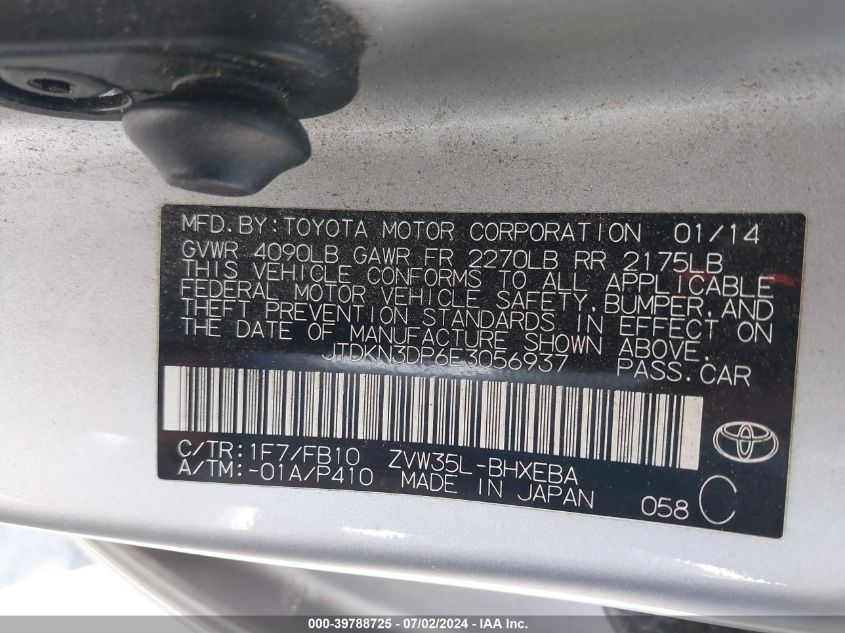 MFD.BY:TOYOTA MOTOR CORPORATION 01/14
GVWR 4090LB GAWR FR 2270LB RR 2175LB
THIS VEHICLE CONFORMS TO ALL APPLICABLE
FEDERAL MOTOR VEHICLE SAFETY, BUMPER, AND
THEFT PREVENTION STANDARDS IN EFFECT ON
THE DATE OF MANUFACTURE SHOWN ABOVE.
JTDKN3DP6E3056937 PASS.CAR
C/TR:1F7/FB10 ZVW35L-BHXEBA
A/TM:-01A/P410 MADE IN JAPAN
058 C
000-39788725 - 07/02/2024 - IAAI.com